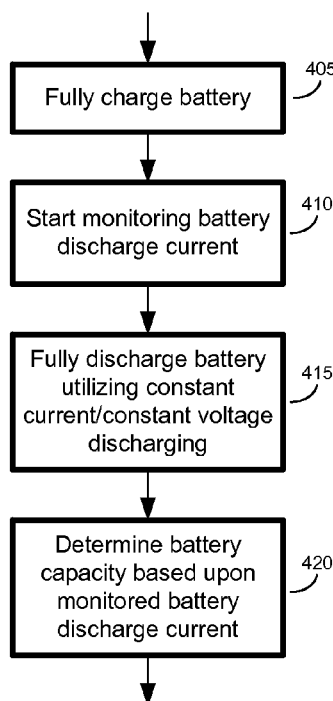 405
Fully charge battery
410
Start monitoring battery
discharge current
Fully discharge battery
utilizing constant
current/constant voltage
discharging
415
Determine battery
capacity based upon
monitored battery
discharge current
420